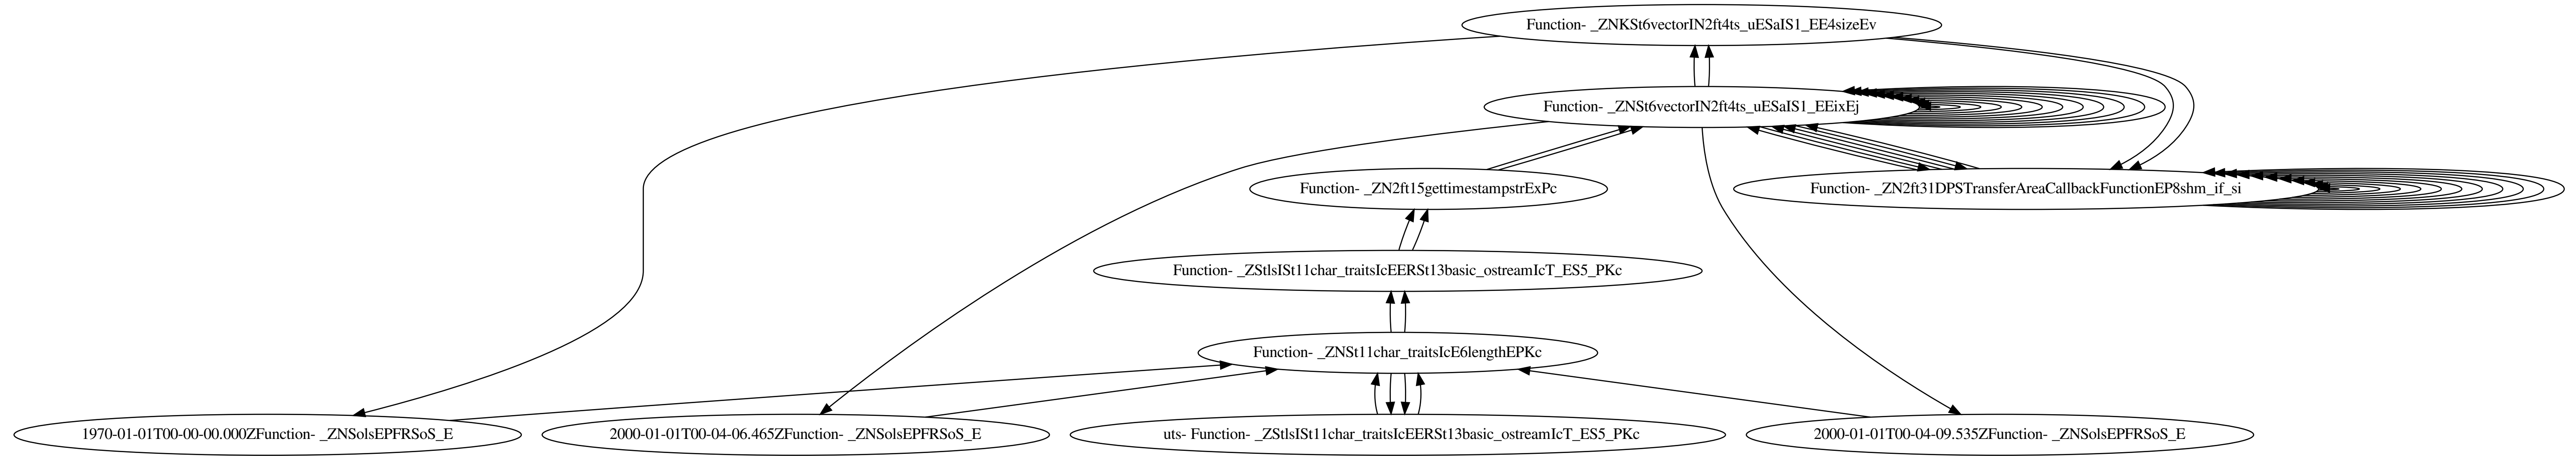 Function- _ZNKSt6vectorIN2ft4ts_uESaIS1_EE4sizeEv
Function- _ZNSt6vectorIN2ft4ts_uESaIS1_EEixEj
Function- _ZN2ft15gettimestampstrExPc
Function- _ZN2ft31DPSTransferAreaCallbackFunctionEP8shm_if_si
Function- _ZStlsISt11char_traitsIcEERSt13basic_ostreamIcT_ES5_PKc
Function- _ZNSt11char_traitsIcE6lengthEPKc
1970-01-01T00-00-00.000ZFunction- _ZNSolsEPFRSoS_E
2000-01-01T00-04-06.465ZFunction- _ZNSolsEPFRSoS_E
uts- Function- _ZStlsISt11char_traitsIcEERSt13basic_ostreamIcT_ES5_PKc
2000-01-01T00-04-09.535ZFunction- _ZNSolsEPFRSoS_E